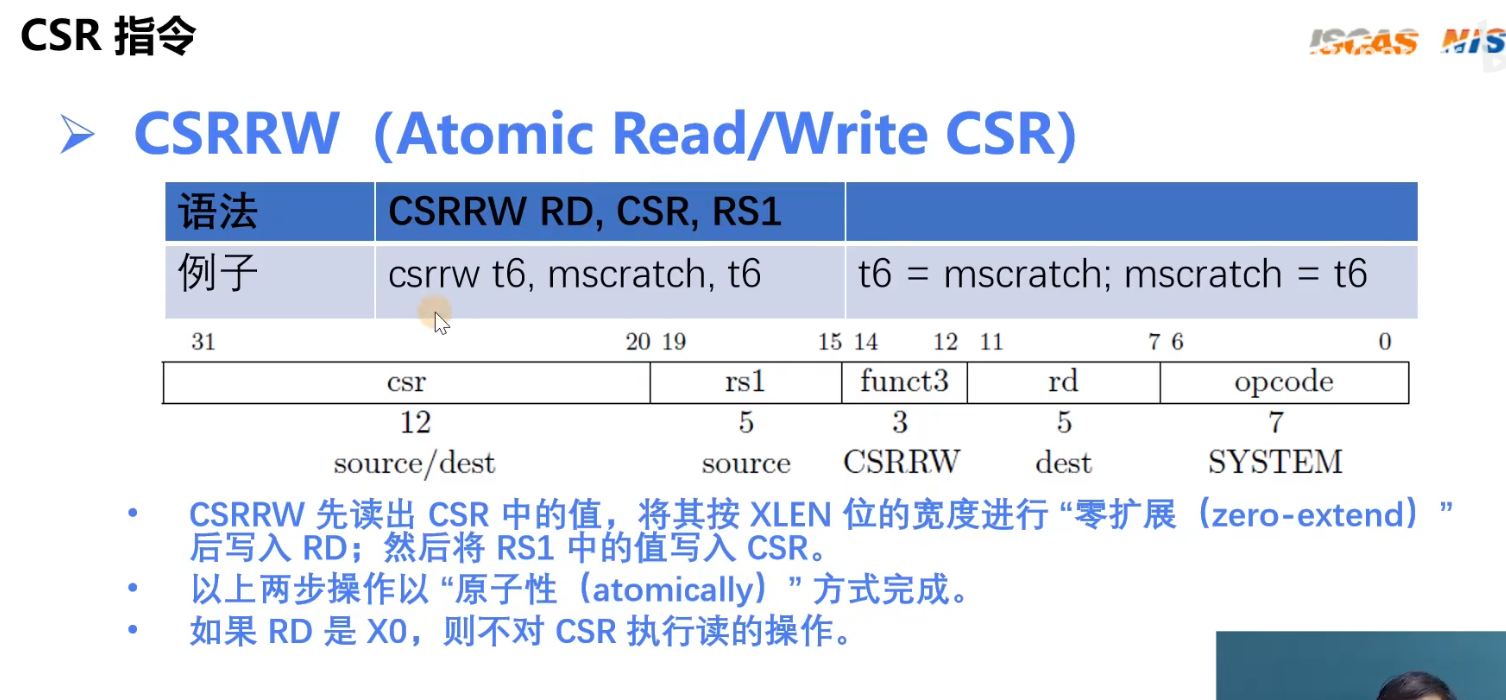 CSR 指令
ISCAS
CSRRW（Atomic Read/Write CSR）
语法 CSRRW RD, CSR, RS1
例子 csrrw t6, mscratch, t6 t6 = mscratch; mscratch = t6
31 20 19 15 14 12 11 7 6 0
csr rs1 funct3 rd opcode
12 5 3 5 7
source/dest source CSRRW dest SYSTEM
• CSRRW 先读出 CSR 中的值，将其按 XLEN 位的宽度进行 “零扩展（zero-extend）”
后写入 RD；然后将 RS1 中的值写入 CSR。
• 以上两步操作以 “原子性（atomically）” 方式完成。
• 如果 RD 是 X0，则不对 CSR 执行读的操作。